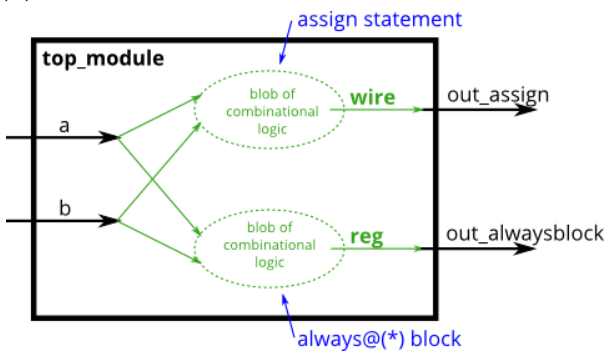 assign statement
top_module
blob of
combinational
logic
wire
out_assign
a
b
blob of
combinational
logic
reg
out_alwaysblock
always@(*) block